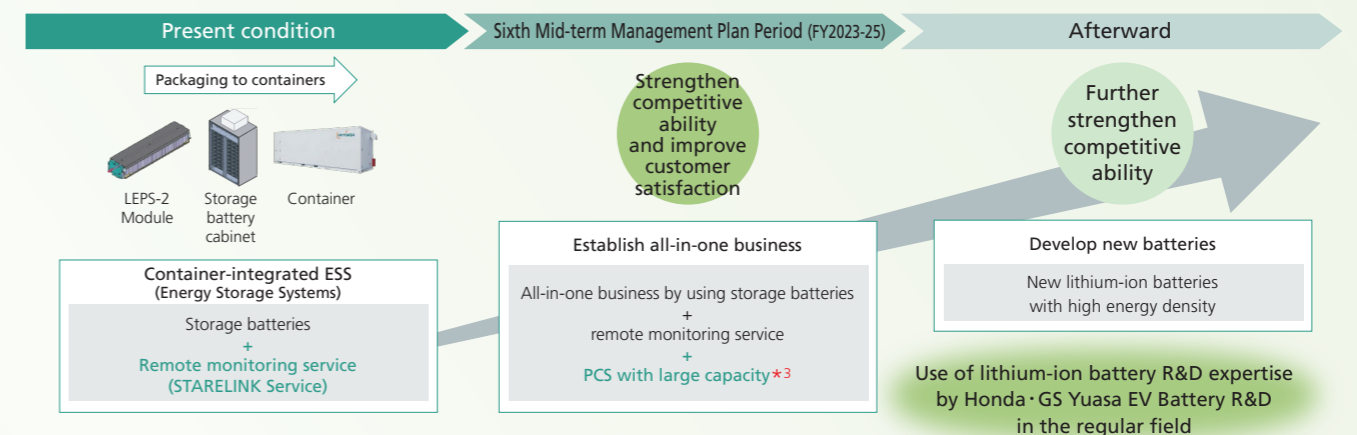 Present condition
Sixth Mid-term Management Plan Period (FY2023-25)
Afterward
Packaging to containers
LEPS-2
Module
Storage
battery
cabinet
Container
Container-integrated ESS
(Energy Storage Systems)
Storage batteries
+
Remote monitoring service
(STARELINK Service)
Strengthen
competitive
ability
and improve
customer
satisfaction
Establish all-in-one business
All-in-one business by using storage batteries
+
remote monitoring service
+
PCS with large capacity*3
Further
strengthen
competitive
ability
Develop new batteries
New lithium-ion batteries
with high energy density
Use of lithium-ion battery R&D expertise
by Honda・GS Yuasa EV Battery R&D
in the regular field